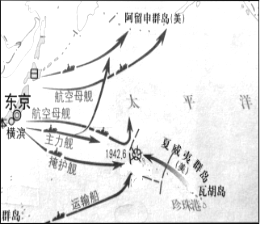 阿留申群岛(美)
日
航空母舰
东京
航空母舰
太平洋
横滨
主力舰
1942.6
夏威夷群岛
(美)
掩护舰
瓦胡岛
珍珠港
运输船
群岛